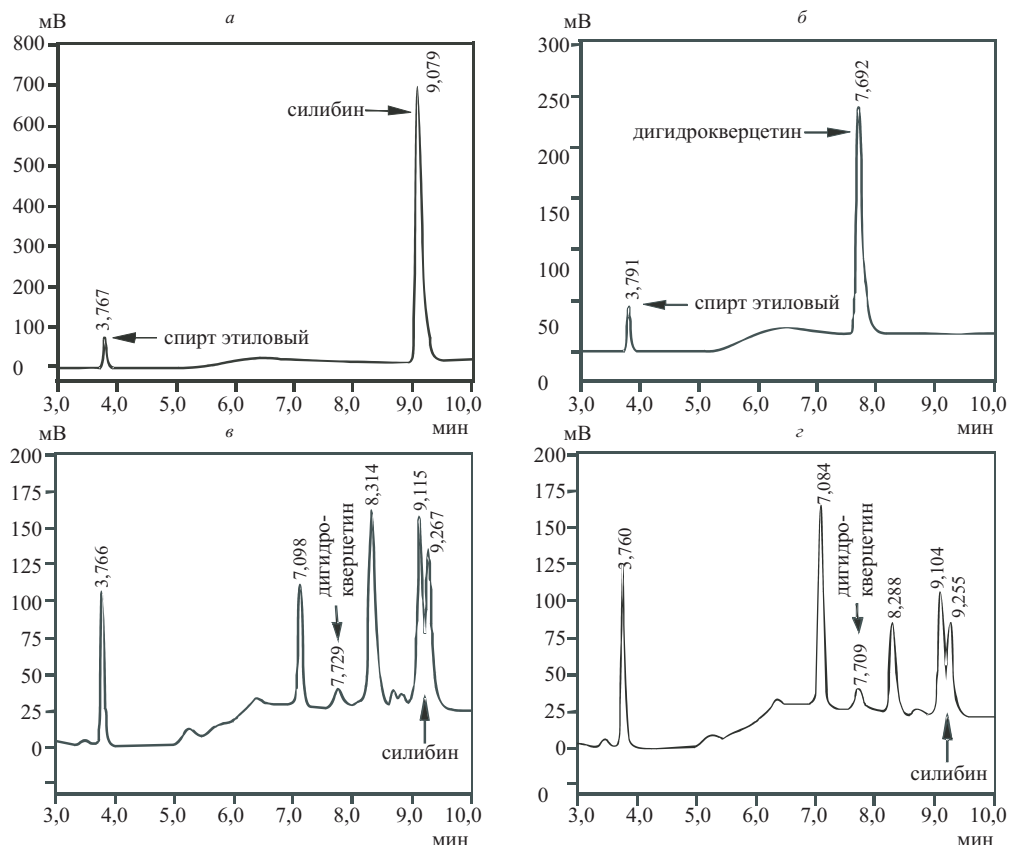 а
мВ
800
700
600
500
400
300
200
100
0
3,767
спирт этиловый
силибин
9,079
3,0 4,0 5,0 6,0 7,0 8,0 9,0 10,0
мин
б
мВ
300
250
200
150
100
50
0
3,791
спирт этиловый
дигидрокверцетин
7,692
3,0 4,0 5,0 6,0 7,0 8,0 9,0 10,0
мин
в
мВ
200
175
150
125
100
75
50
25
0
3,766
7,098
дигидро-
кверцетин
7,729
8,314
9,115
9,267
силибин
3,0 4,0 5,0 6,0 7,0 8,0 9,0 10,0
мин
г
мВ
200
175
150
125
100
75
50
25
0
0
3,760
7,084
дигидро-
кверцетин
7,709
8,288
9,104
9,255
силибин
3,0 4,0 5,0 6,0 7,0 8,0 9,0 10,0
мин